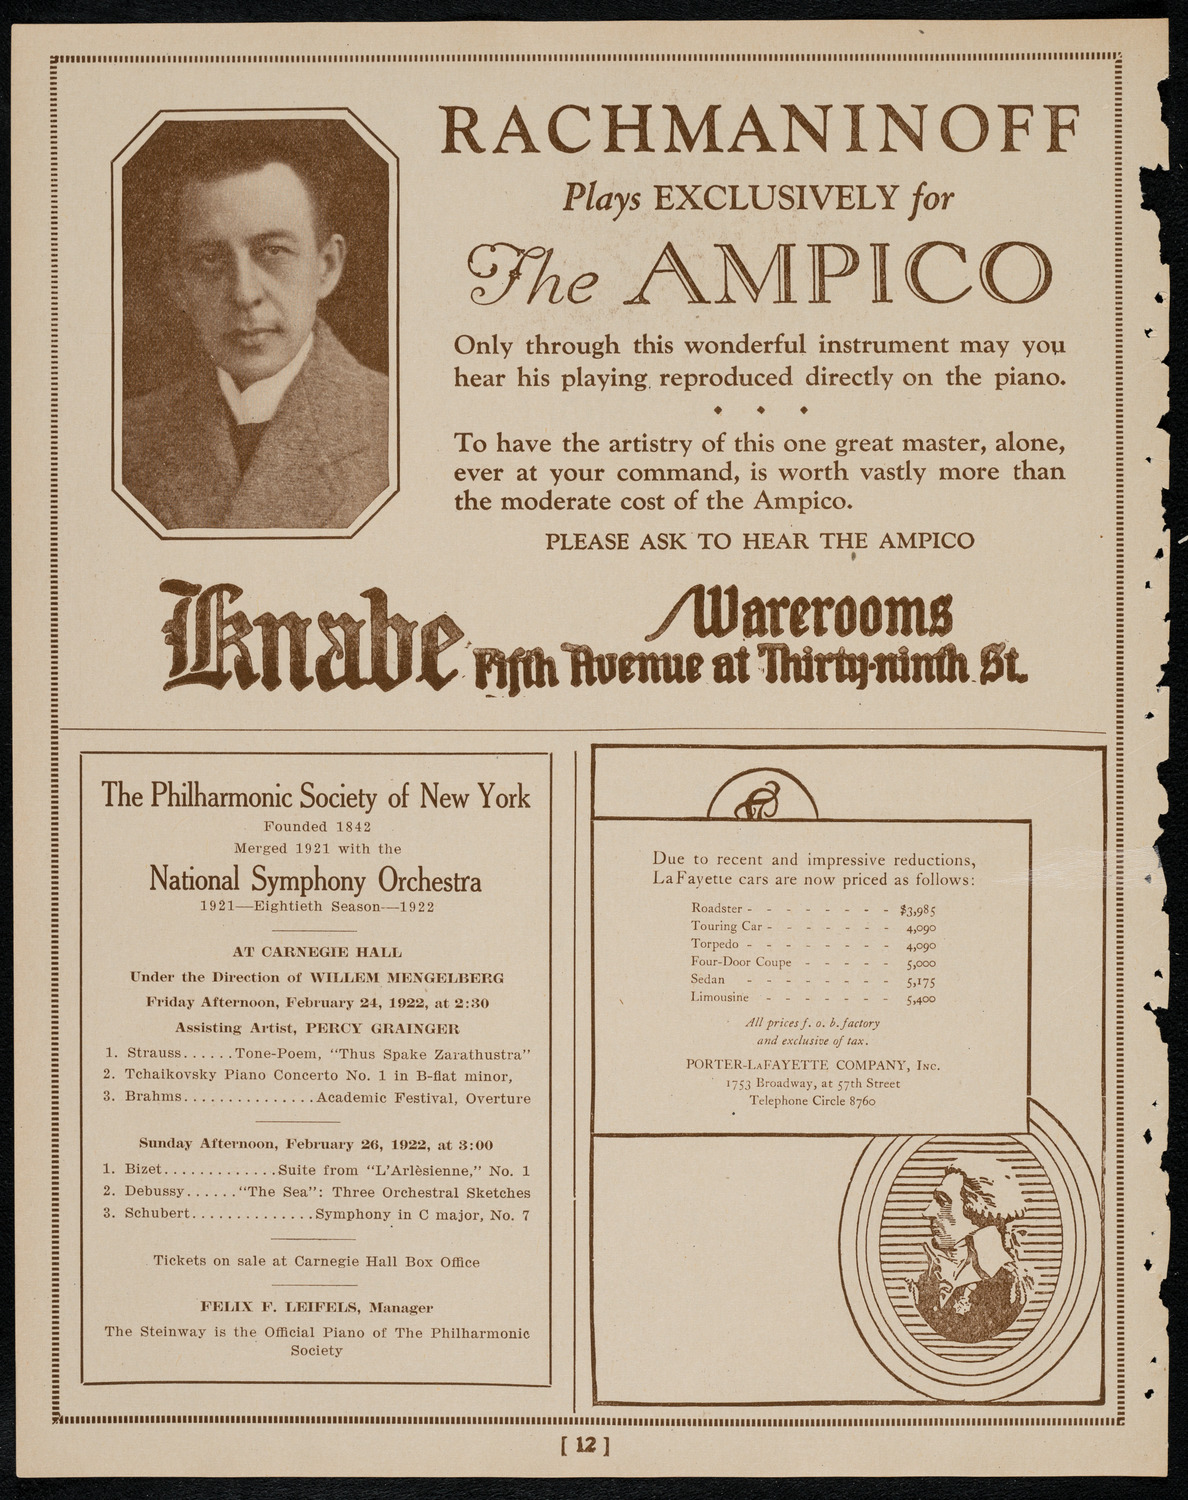 RACHMANINOFF
Plays EXCLUSIVELY for
The AMPICO
Only through this wonderful instrument may you
hear his playing reproduced directly on the piano.
To have the artistry of this one great master, alone,
ever at your command, is worth vastly more than
the moderate cost of the Ampico.
PLEASE ASK TO HEAR THE AMPICO
Knabe Warerooms
Fifth Avenue at Thirty-ninth St.
The Philharmonic Society of New York
Founded 1842
Merged 1921 with the
National Symphony Orchestra
1921—Eightieth Season—1922
AT CARNEGIE HALL
Under the Direction of WILLEM MENGELBERG
Friday Afternoon, February 24, 1922, at 2:30
Assisting Artist, PERCY GRAINGER
1. Strauss......Tone-Poem, "Thus Spake Zarathustra"
2. Tchaikovsky Piano Concerto No. 1 in B-flat minor,
3. Brahms...............Academic Festival, Overture
Sunday Afternoon, February 26, 1922, at 3:00
1. Bizet.............Suite from "L'Arlèsienne," No. 1
2. Debussy......"The Sea": Three Orchestral Sketches
3. Schubert..............Symphony in C major, No. 7
Tickets on sale at Carnegie Hall Box Office
FELIX F. LEIFELS, Manager
The Steinway is the Official Piano of The Philharmonic
Society
Due to recent and impressive reductions,
LaFayette cars are now priced as follows:
Roadster - - - - - - - - $3,985
Touring Car - - - - - - - 4,090
Torpedo - - - - - - - - 4,090
Four-Door Coupe - - - - - 5,000
Sedan - - - - - - - - 5,175
Limousine - - - - - - - 5,400
All prices f. o. b. factory
and exclusive of tax.
PORTER-LAFAYETTE COMPANY, INC.
1753 Broadway, at 57th Street
Telephone Circle 8760
[ 12 ]